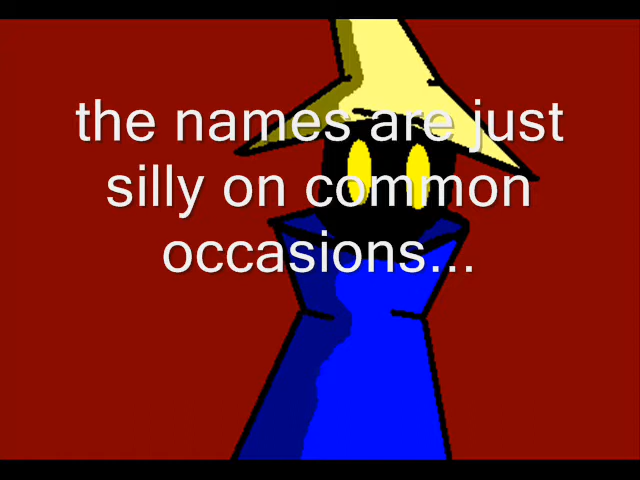 the names are just
silly on common
occasions...